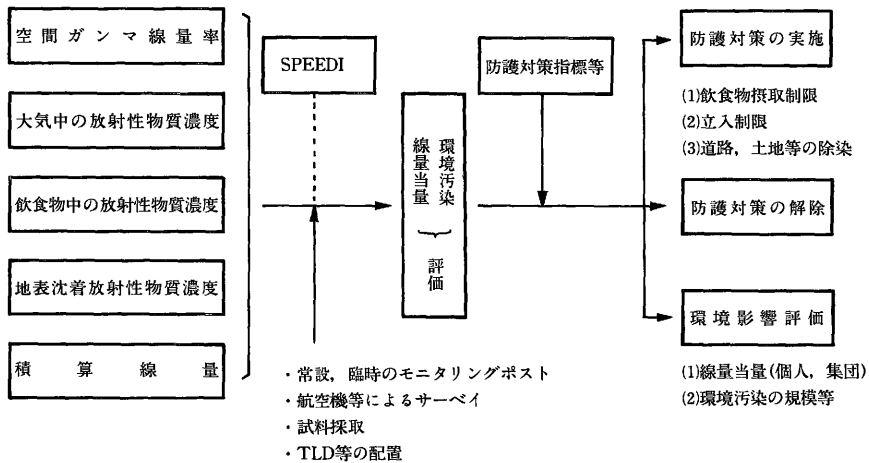 空間ガンマ線量率
大気中の放射性物質濃度
飲食物中の放射性物質濃度
地表沈着放射性物質濃度
積算線量
SPEEDI
・常設，臨時のモニタリングポスト
・航空機等によるサーベイ
・試料採取
・TLD等の配置
環境汚染
線量当量
評価
防護対策指標等
防護対策の実施
(1)飲食物摂取制限
(2)立入制限
(3)道路，土地等の除染
防護対策の解除
環境影響評価
(1)線量当量(個人，集団)
(2)環境汚染の規模等